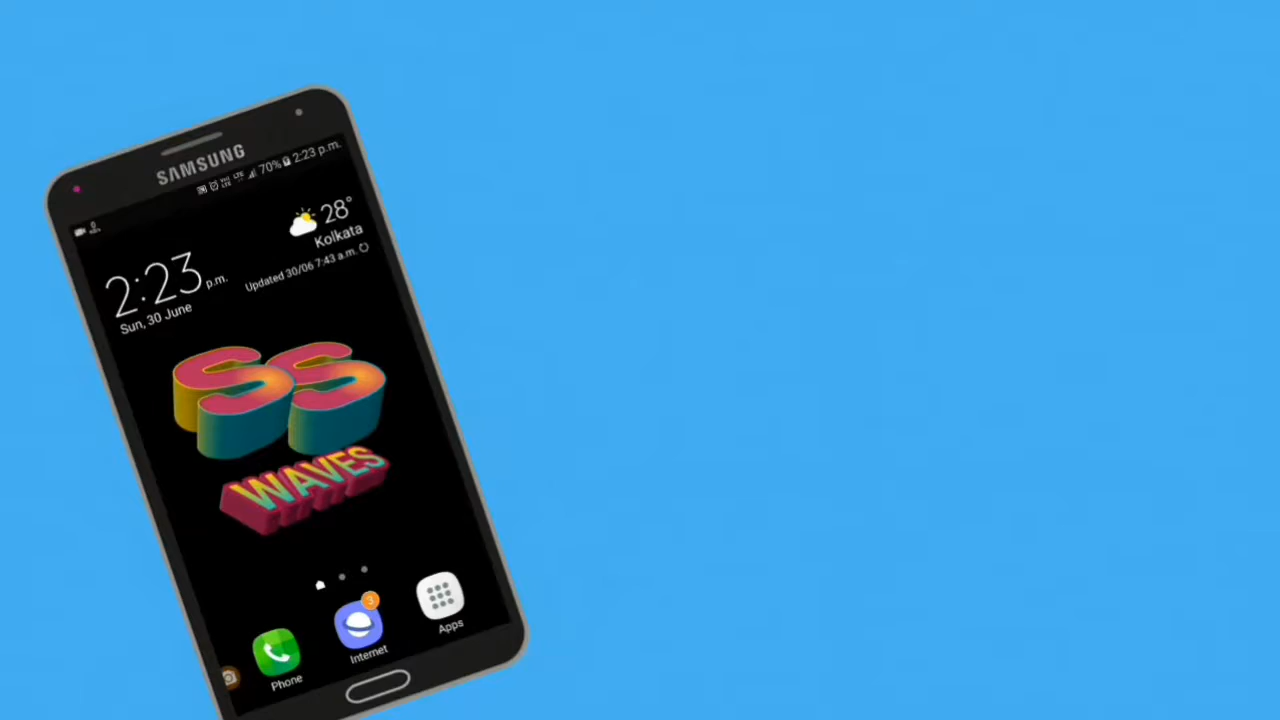 SAMSUNG
70% 2:23 p.m.
28°
Kolkata
Updated 30/06 7:43 a.m.
2:23 p.m.
Sun, 30 June
SS
WAVES
3
Phone
Internet
Apps